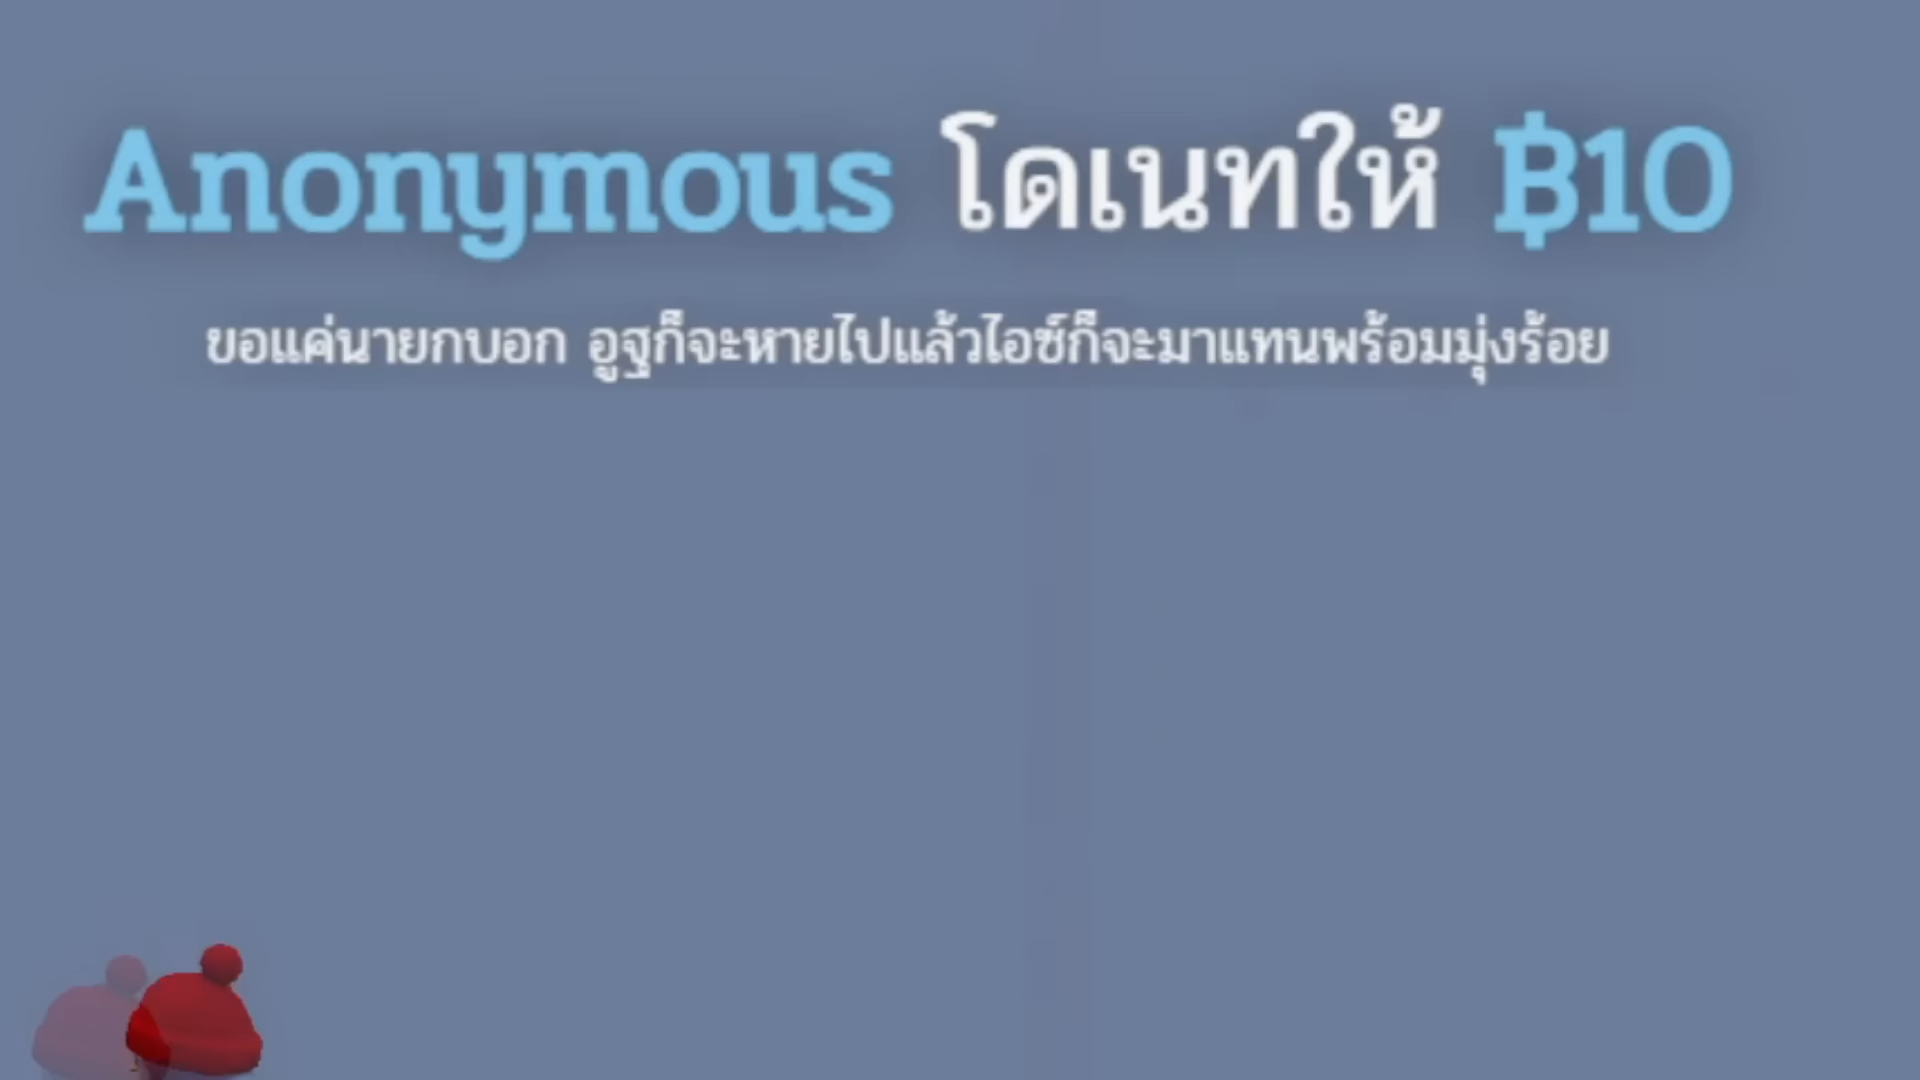 Anonymous โดเนทให้ ฿10
ขอแค่นายกบอก อูฐก็จะหายไปแล้วไอซ์ก็จะมาแทนพร้อมมุ่งร้อย